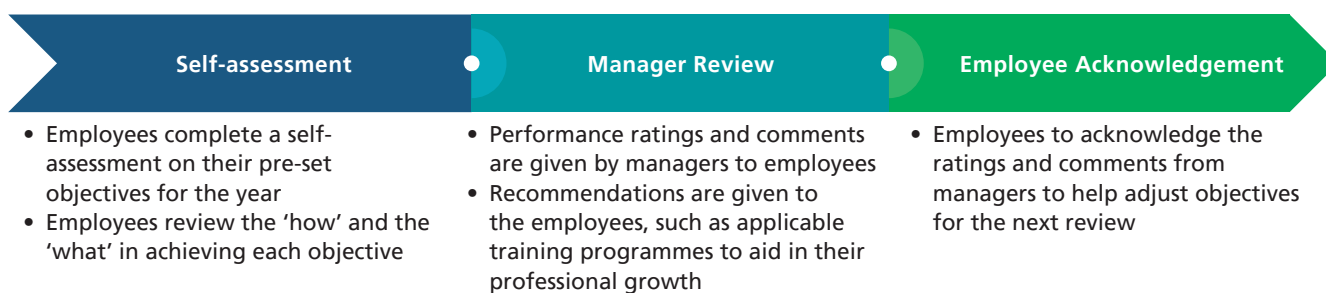 Self-assessment
• Employees complete a self-
assessment on their pre-set
objectives for the year
• Employees review the ‘how’ and the
‘what’ in achieving each objective
Manager Review
• Performance ratings and comments
are given by managers to employees
• Recommendations are given to
the employees, such as applicable
training programmes to aid in their
professional growth
Employee Acknowledgement
• Employees to acknowledge the
ratings and comments from
managers to help adjust objectives
for the next review